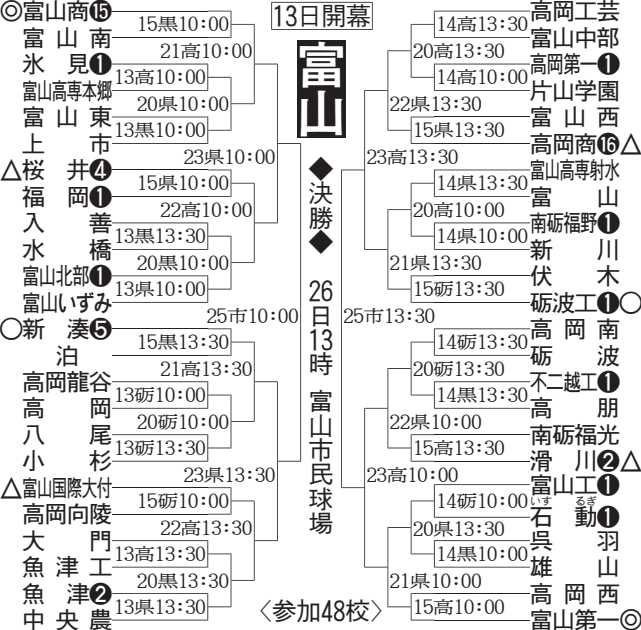 13日開幕
富山
◆決勝◆ 26日13時 富山市民球場
〈参加48校〉
◎富山商⓯
富山南
氷見❶
富山高専本郷
富山東
上市
△桜井❹
福岡❶
入善
水橋
富山北部❶
富山いずみ
○新湊❺
泊
高岡龍谷
高岡
八尾
小杉
△富山国際大付
高岡向陵
大門
魚津工
魚津❷
中央農
15黒10:00
21高10:00
13高10:00
20県10:00
13黒10:00
23県10:00
15県10:00
22高10:00
13黒13:30
20黒10:00
13県10:00
25市10:00
15黒13:30
21高13:30
13砺10:00
20砺10:00
13砺13:30
23県13:30
15砺10:00
22高13:30
13高13:30
20黒13:30
13県13:30
14高13:30
20高13:30
14高10:00
22県13:30
15県13:30
23高13:30
14県13:30
20高10:00
14県10:00
21県13:30
15砺13:30
25市13:30
14砺13:30
20砺13:30
14黒13:30
22県10:00
15高13:30
23高10:00
14砺10:00
20県13:30
14黒10:00
21県10:00
15高10:00
高岡工芸
富山中部
高岡第一❶
片山学園
富山西
高岡商⓰△
富山高専射水
富山
南砺福野❶
新川
伏木
砺波工❶○
高岡南
砺波
不二越工❶
高朋
南砺福光
滑川❷△
富山工❶
いするぎ
石動❶
呉羽
雄山
高岡西
富山第一◎